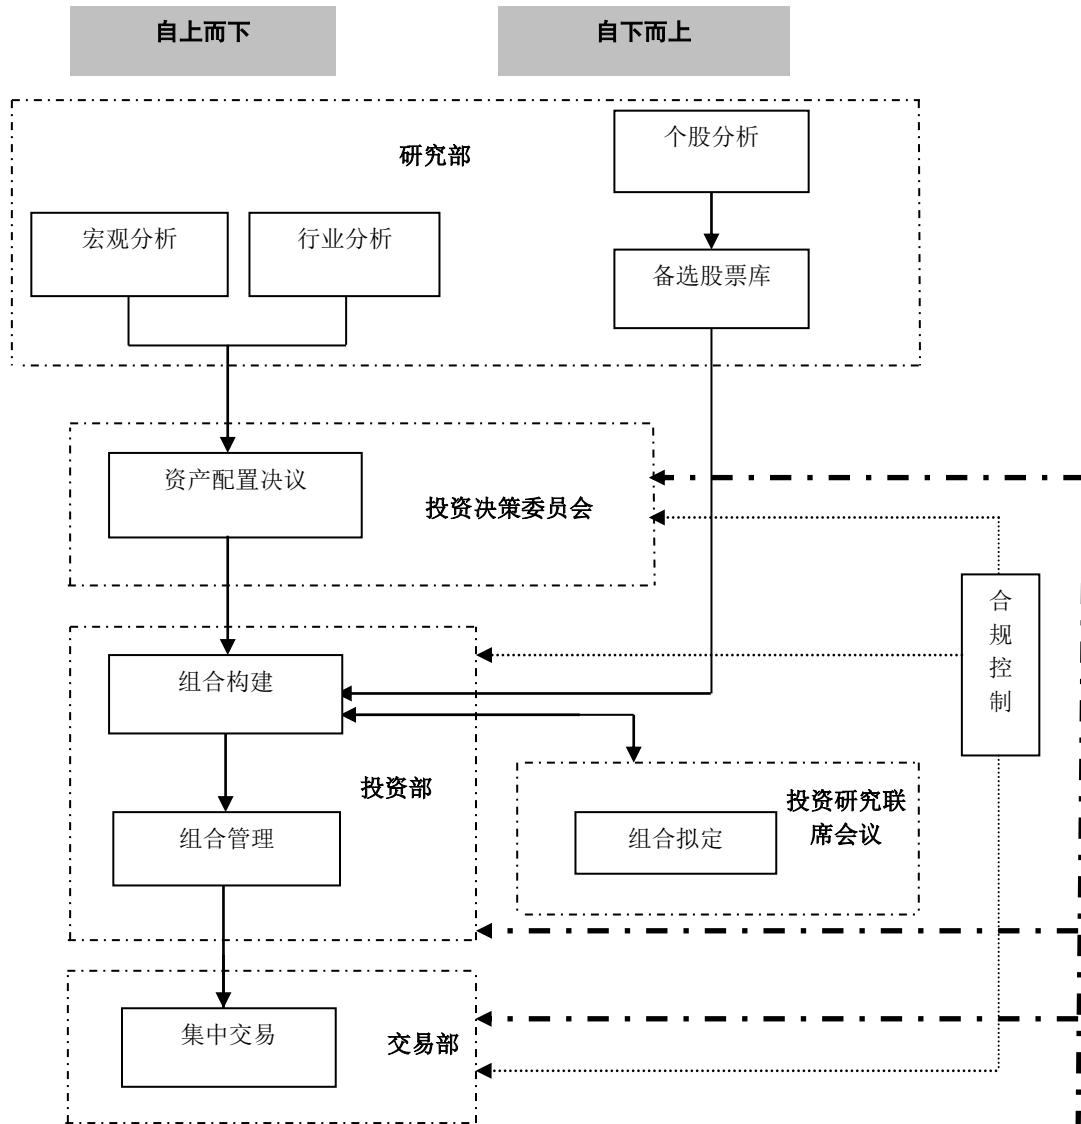 自上而下
自下而上
研究部
个股分析
宏观分析
行业分析
备选股票库
资产配置决议
投资决策委员会
合
规
控
制
组合构建
投资部
投资研究联
席会议
组合管理
组合拟定
集中交易
交易部